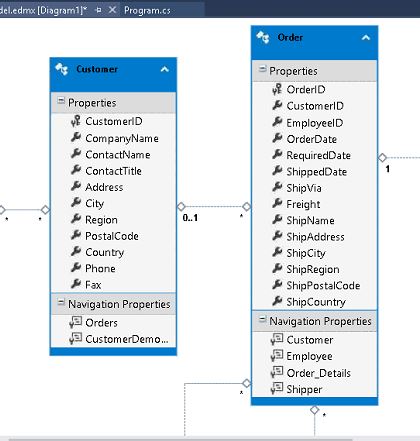 del.edmx [Diagram1]*
Program.cs
Customer
Properties
CustomerID
CompanyName
ContactName
ContactTitle
Address
City
Region
PostalCode
Country
Phone
Fax
Navigation Properties
Orders
CustomerDemo...
*
*
0..1
*
Order
Properties
OrderID
CustomerID
EmployeeID
OrderDate
RequiredDate
ShippedDate
ShipVia
Freight
ShipName
ShipAddress
ShipCity
ShipRegion
ShipPostalCode
ShipCountry
Navigation Properties
Customer
Employee
Order_Details
Shipper
1
*
*